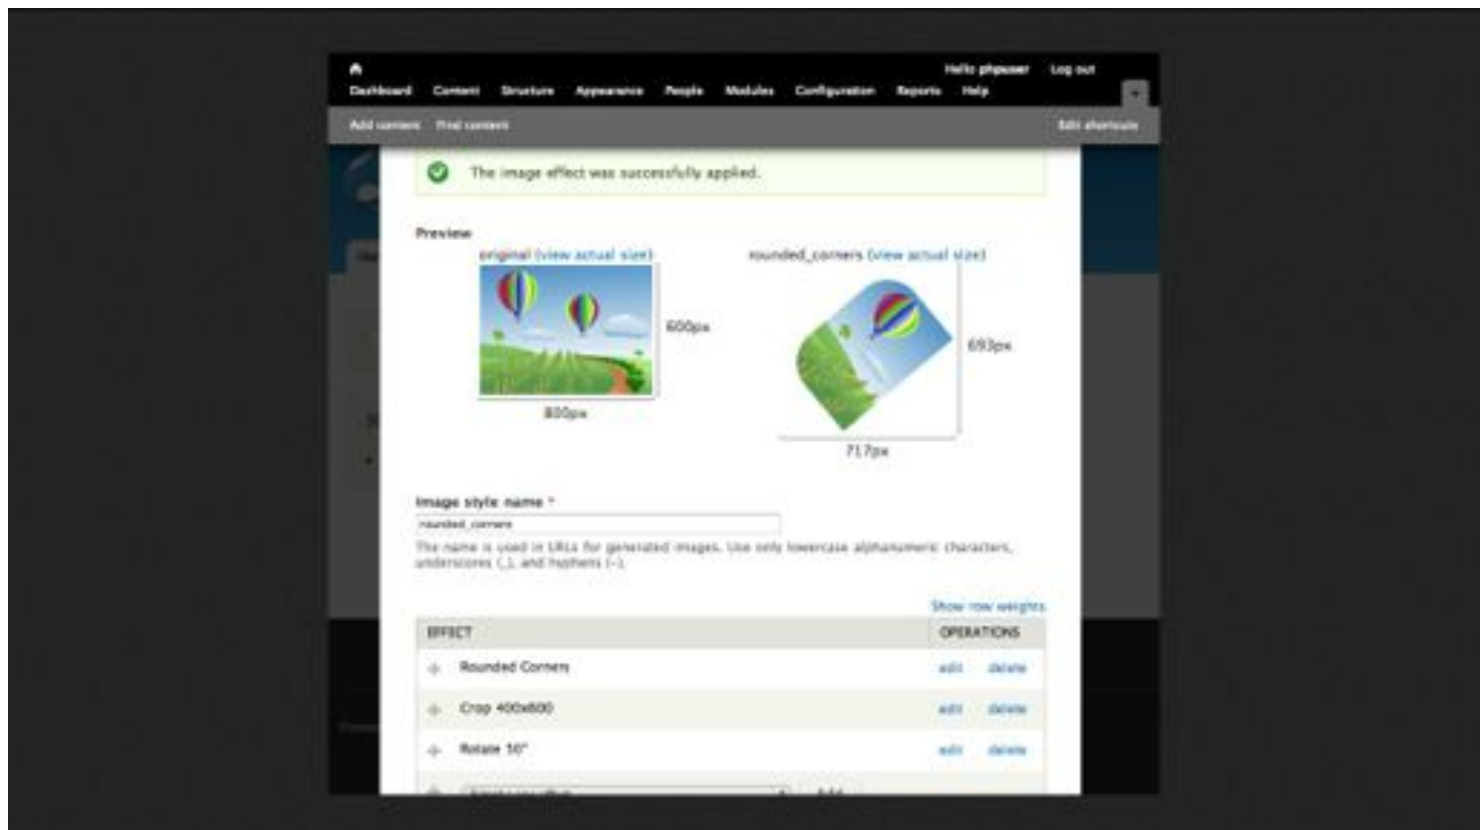 Hello phpuser Log out
Dashboard Content Structure Appearance People Modules Configuration Reports Help
Add content Find content Edit shortcuts
The image effect was successfully applied.
Preview
original (view actual size) rounded_corners (view actual size)
600px 693px
800px
717px
Image style name *
rounded_corners
The name is used in URLs for generated images. Use only lowercase alphanumeric characters,
underscores (_), and hyphens (-).
Show row weights
EFFECT OPERATIONS
Rounded Corners edit delete
Crop 400x600 edit delete
Rotate 50° edit delete